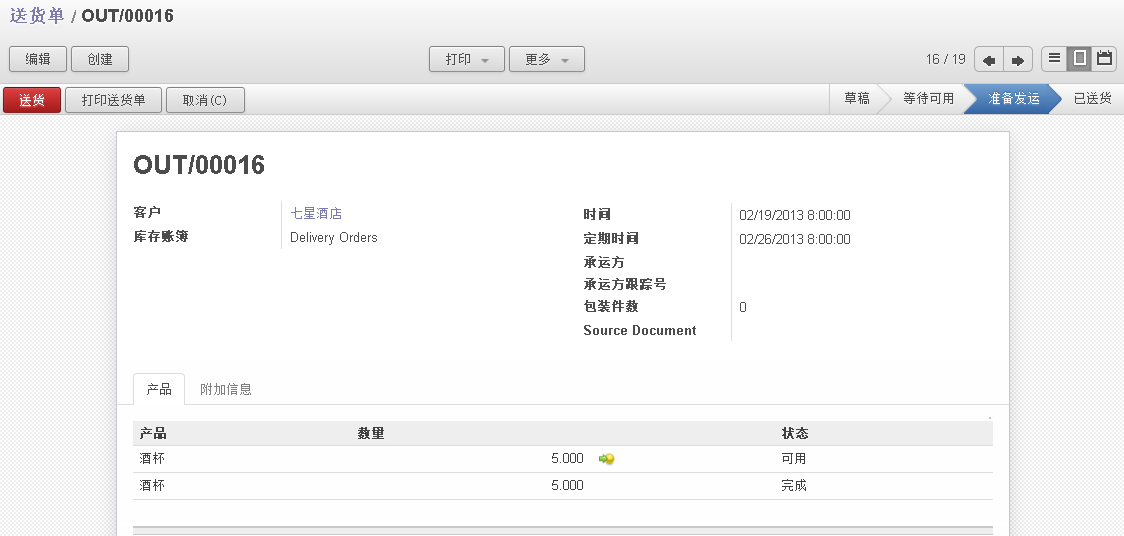 送货单 / OUT/00016
编辑 创建 打印 更多 16 / 19
送货 打印送货单 取消(C) 草稿 等待可用 准备发运 已送货
OUT/00016
客户 七星酒店
库存账簿 Delivery Orders
时间 02/19/2013 8:00:00
定期时间 02/26/2013 8:00:00
承运方
承运方跟踪号
包装件数 0
Source Document
产品 附加信息
产品 数量 状态
酒杯 5.000 可用
酒杯 5.000 完成